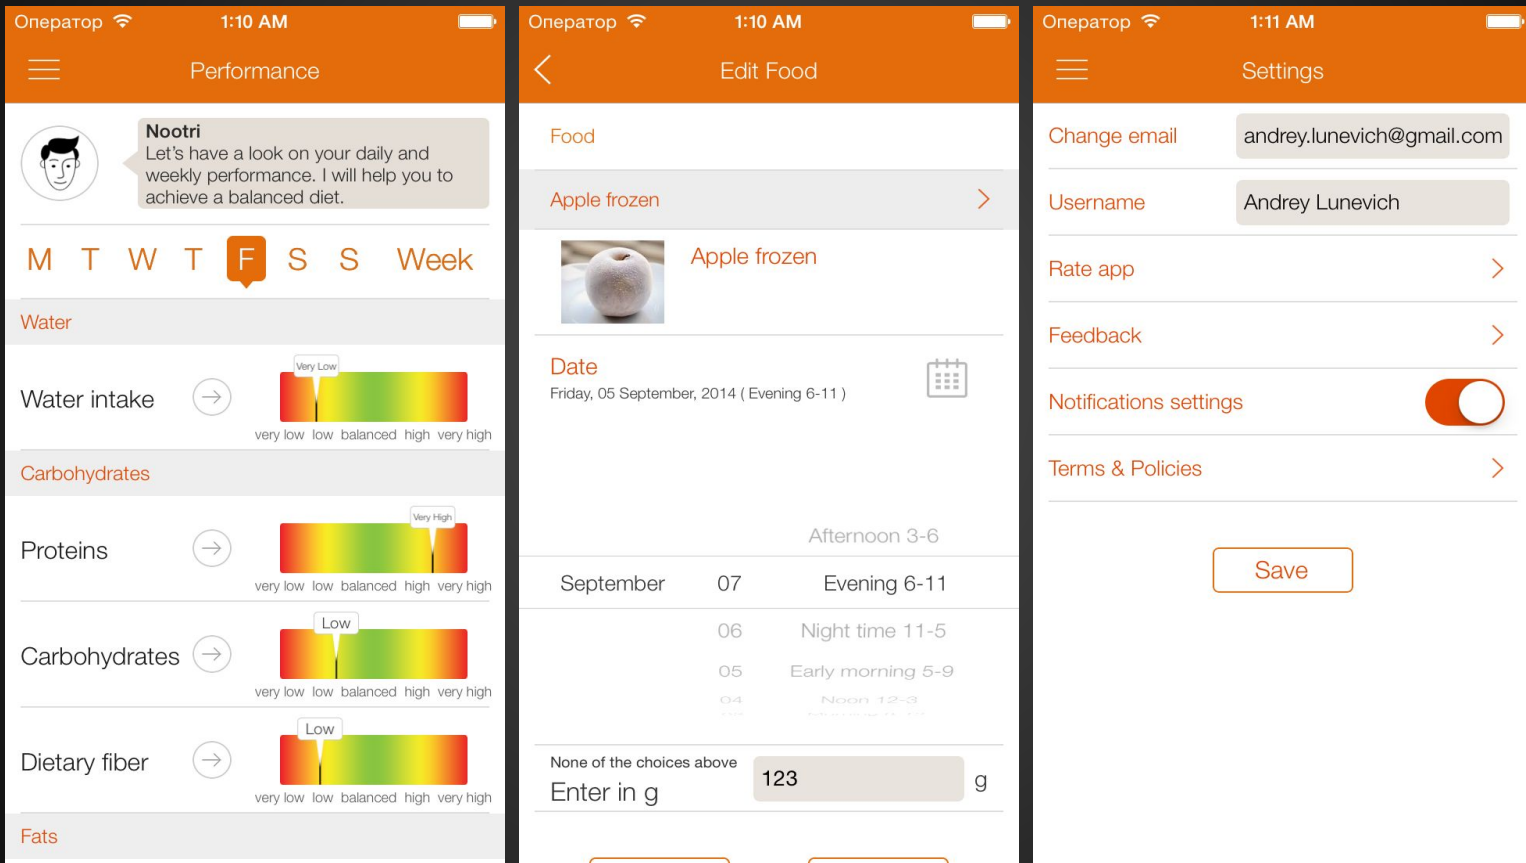 Оператор 1:10 AM
Performance
Nootri
Let's have a look on your daily and
weekly performance. I will help you to
achieve a balanced diet.
M T W T F S S Week
Water
Very Low
Water intake
very low low balanced high very high
Carbohydrates
Very High
Proteins
very low low balanced high very high
Low
Carbohydrates
very low low balanced high very high
Low
Dietary fiber
very low low balanced high very high
Fats
Оператор 1:10 AM
Edit Food
Food
Apple frozen
Apple frozen
Date
Friday, 05 September, 2014 ( Evening 6-11 )
Afternoon 3-6
September 07 Evening 6-11
06 Night time 11-5
05 Early morning 5-9
04 Noon 12-3
None of the choices above
Enter in g 123 g
Оператор 1:11 AM
Settings
Change email andrey.lunevich@gmail.com
Username Andrey Lunevich
Rate app
Feedback
Notifications settings
Terms & Policies
Save